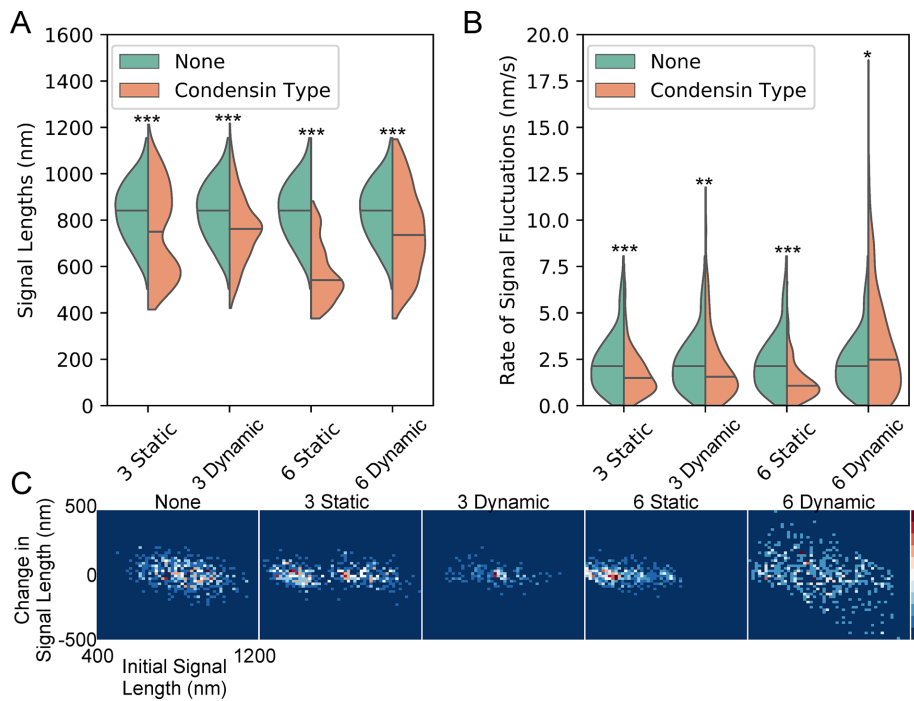 A
1600
1400
1200
1000
800
600
400
200
0
Signal Lengths (nm)
None
Condensin Type
***
***
***
***
3 Static
3 Dynamic
6 Static
6 Dynamic
B
20.0
17.5
15.0
12.5
10.0
7.5
5.0
2.5
0.0
Rate of Signal Fluctuations (nm/s)
None
Condensin Type
***
**
***
*
3 Static
3 Dynamic
6 Static
6 Dynamic
C
None
3 Static
3 Dynamic
6 Static
6 Dynamic
500
0
-500
Change in
Signal Length (nm)
400
1200
Initial Signal
Length (nm)